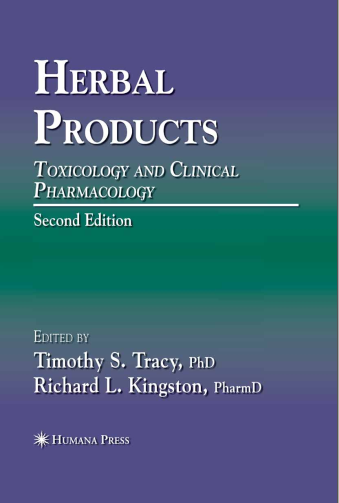 HERBAL
PRODUCTS
TOXICOLOGY AND CLINICAL
PHARMACOLOGY
Second Edition
EDITED BY
Timothy S. Tracy, PhD
Richard L. Kingston, PharmD
HUMANA PRESS